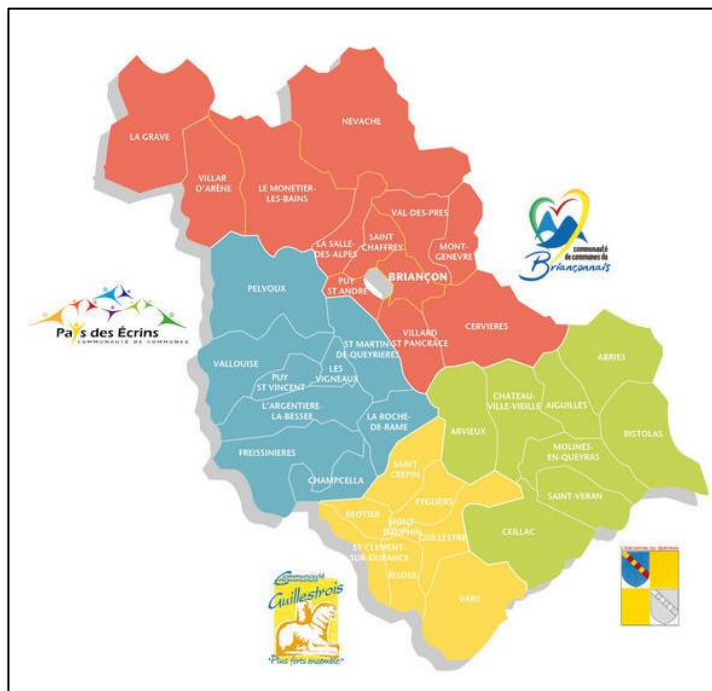 NEVACHE
LA GRAVE
VILLAR
D'ARÊNE
LE MONETIER-
LES-BAINS
VAL-DES-PRES
LA SALLE-
DES-ALPES
SAINT
CHAFFREY
MONT-
GENEVRE
BRIANÇON
PUY
ST ANDRE
VILLARD
ST PANCRACE
CERVIERES
communauté
de communes du
Briançonnais
Pays des Écrins
COMMUNAUTÉ DE COMMUNES
PELVOUX
ST MARTIN-
DE-QUEYRIERES
VALLOUISE
LES
VIGNEAUX
PUY
ST VINCENT
L'ARGENTIERE-
LA-BESSEE
LA ROCHE-
DE-RAME
FREISSINIERES
CHAMPCELLA
ABRIES
CHATEAU-
VILLE-VIEILLE
AIGUILLES
ARVIEUX
RISTOLAS
MOLINES-
EN-QUEYRAS
SAINT-VERAN
CEILLAC
SAINT
CREPIN
EYGLIERS
REOTIER
MONT-
DAUPHIN
GUILLESTRE
ST CLEMENT-
SUR-DURANCE
RISOUL
VARS
Communauté
Guillestrois
"Plus forts ensemble"